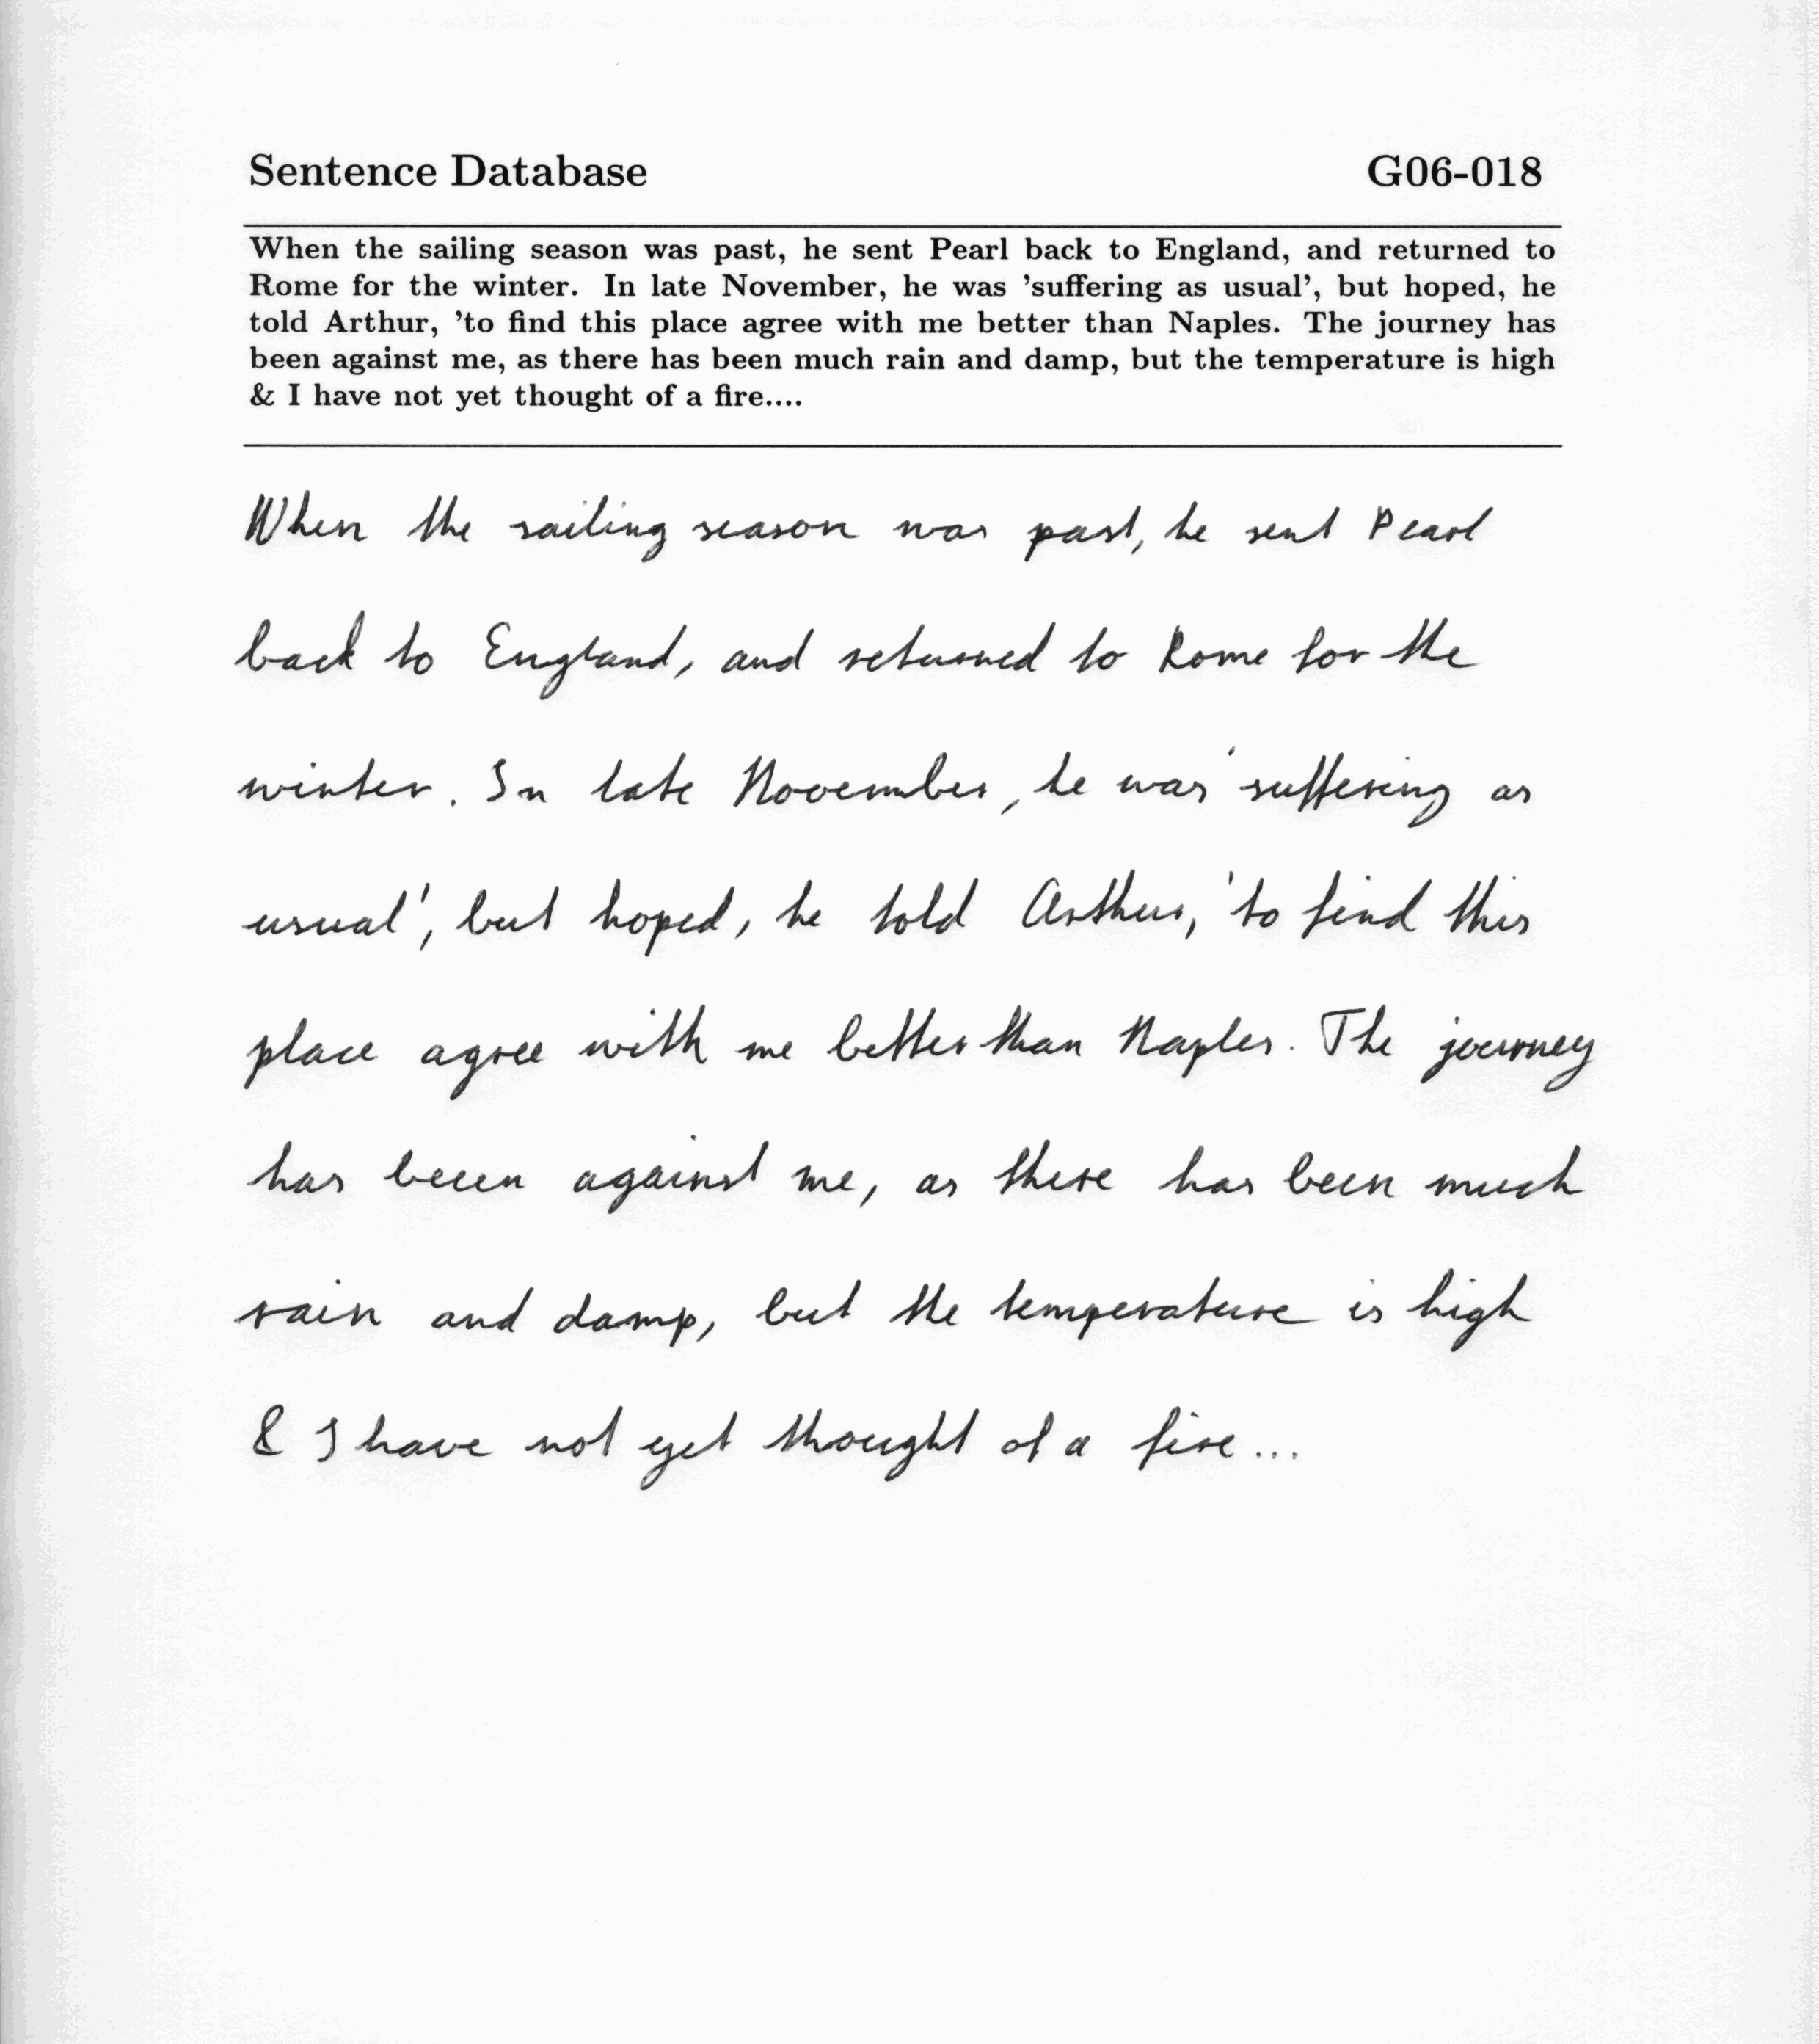 Sentence Database G06-018
When the sailing season was past, he sent Pearl back to England, and returned to
Rome for the winter. In late November, he was 'suffering as usual', but hoped, he
told Arthur, 'to find this place agree with me better than Naples. The journey has
been against me, as there has been much rain and damp, but the temperature is high
& I have not yet thought of a fire....
When the sailing season was past, he sent Pearl
back to England, and returned to Rome for the
winter. In late November, he was 'suffering as
usual', but hoped, he told Arthur, 'to find this
place agree with me better than Naples. The journey
has beeen against me, as there has been much
rain and damp, but the temperature is high
& I have not yet thought of a fire...